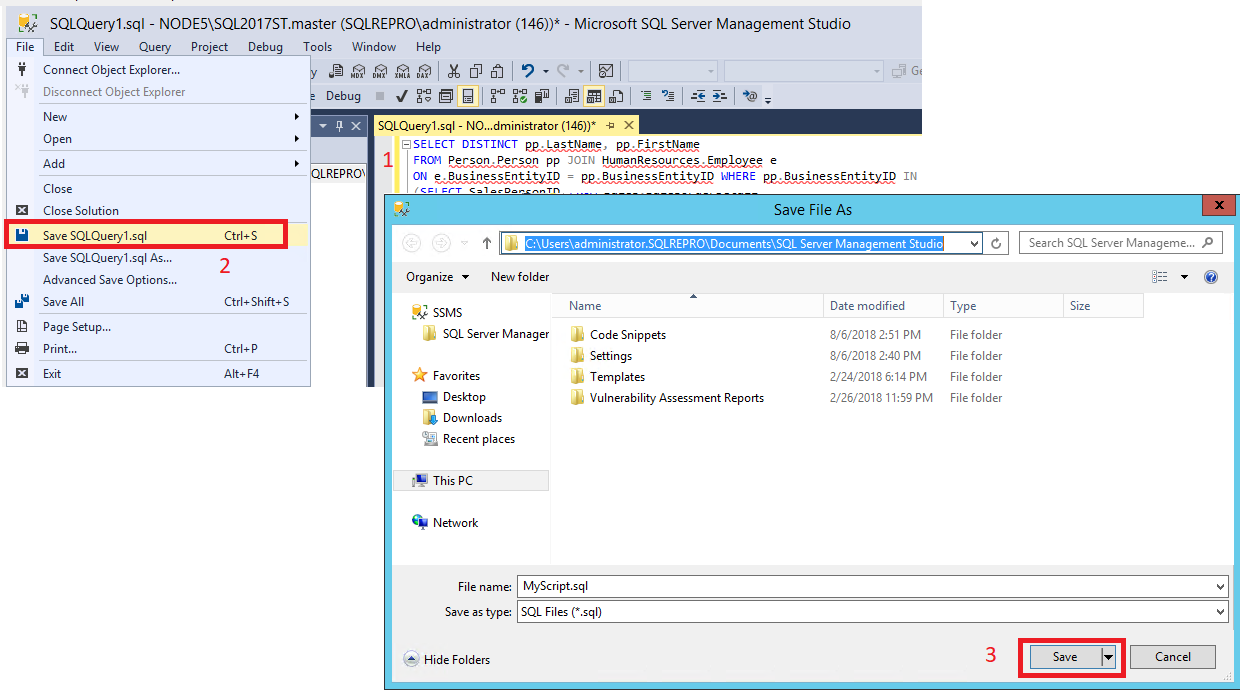 SQLQuery1.sql - NODE5\SQL2017ST.master (SQLREPRO\administrator (146))* - Microsoft SQL Server Management Studio
File Edit View Query Project Debug Tools Window Help
Connect Object Explorer...
MDX DMX XMLA DAX
Disconnect Object Explorer
Debug
New
Open
SQLQuery1.sql - NO...dministrator (146))*
SELECT DISTINCT pp.LastName, pp.FirstName
1
FROM Person.Person pp JOIN HumanResources.Employee e
Add
QLREPRO\
ON e.BusinessEntityID = pp.BusinessEntityID WHERE pp.BusinessEntityID IN
Close
(SELECT SalesPersonID
Close Solution
Save SQLQuery1.sql Ctrl+S
2
Save SQLQuery1.sql As...
Advanced Save Options...
Save All Ctrl+Shift+S
Page Setup...
Print... Ctrl+P
Exit Alt+F4
Save File As
x
C:\Users\administrator.SQLREPRO\Documents\SQL Server Management Studio
Search SQL Server Manageme...
Organize New folder
Name Date modified Type Size
SSMS
SQL Server Manager
Favorites
Desktop
Downloads
Recent places
This PC
Network
Code Snippets 8/6/2018 2:51 PM File folder
Settings 8/6/2018 2:40 PM File folder
Templates 2/24/2018 6:14 PM File folder
Vulnerability Assessment Reports 2/26/2018 11:59 PM File folder
File name: MyScript.sql
Save as type: SQL Files (*.sql)
Hide Folders
3
Save Cancel